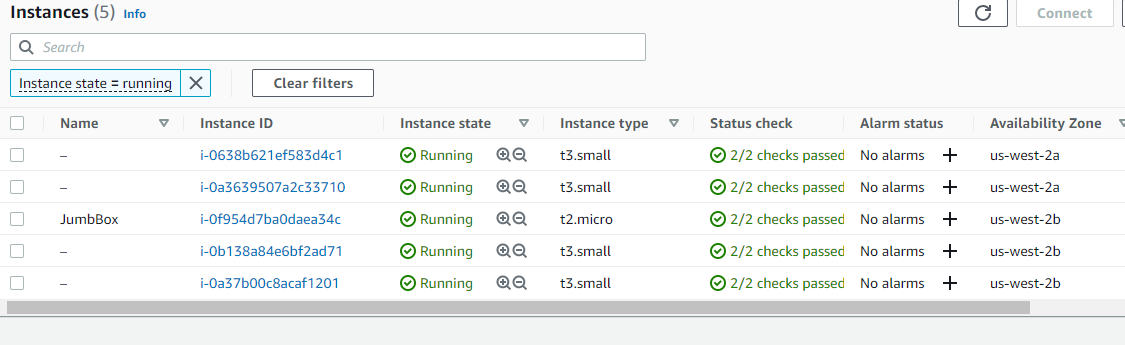 Instances (5) Info
Connect
Search
Instance state = running
Clear filters
Name Instance ID Instance state Instance type Status check Alarm status Availability Zone
– i-0638b621ef583d4c1 Running t3.small 2/2 checks passed No alarms + us-west-2a
– i-0a3639507a2c33710 Running t3.small 2/2 checks passed No alarms + us-west-2a
JumbBox i-0f954d7ba0daea34c Running t2.micro 2/2 checks passed No alarms + us-west-2b
– i-0b138a84e6bf2ad71 Running t3.small 2/2 checks passed No alarms + us-west-2b
– i-0a37b00c8acaf1201 Running t3.small 2/2 checks passed No alarms + us-west-2b